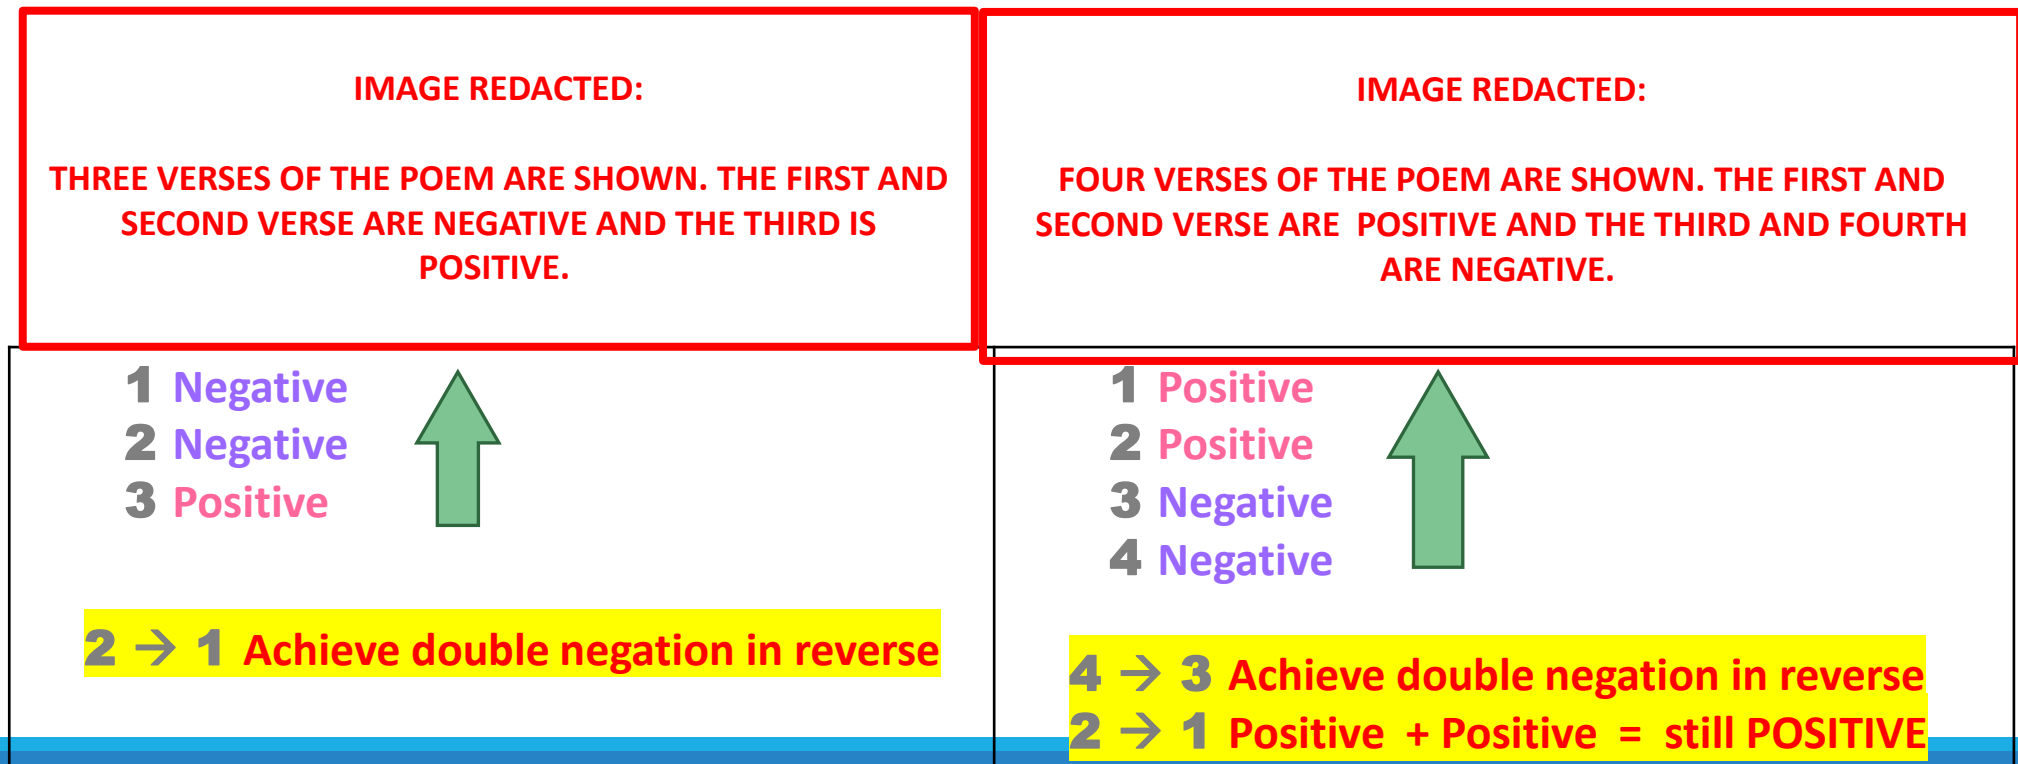 IMAGE REDACTED:
THREE VERSES OF THE POEM ARE SHOWN. THE FIRST AND
SECOND VERSE ARE NEGATIVE AND THE THIRD IS
POSITIVE.
1 Negative
2 Negative
3 Positive
2 → 1 Achieve double negation in reverse
IMAGE REDACTED:
FOUR VERSES OF THE POEM ARE SHOWN. THE FIRST AND
SECOND VERSE ARE POSITIVE AND THE THIRD AND FOURTH
ARE NEGATIVE.
1 Positive
2 Positive
3 Negative
4 Negative
4 → 3 Achieve double negation in reverse
2 → 1 Positive + Positive = still POSITIVE